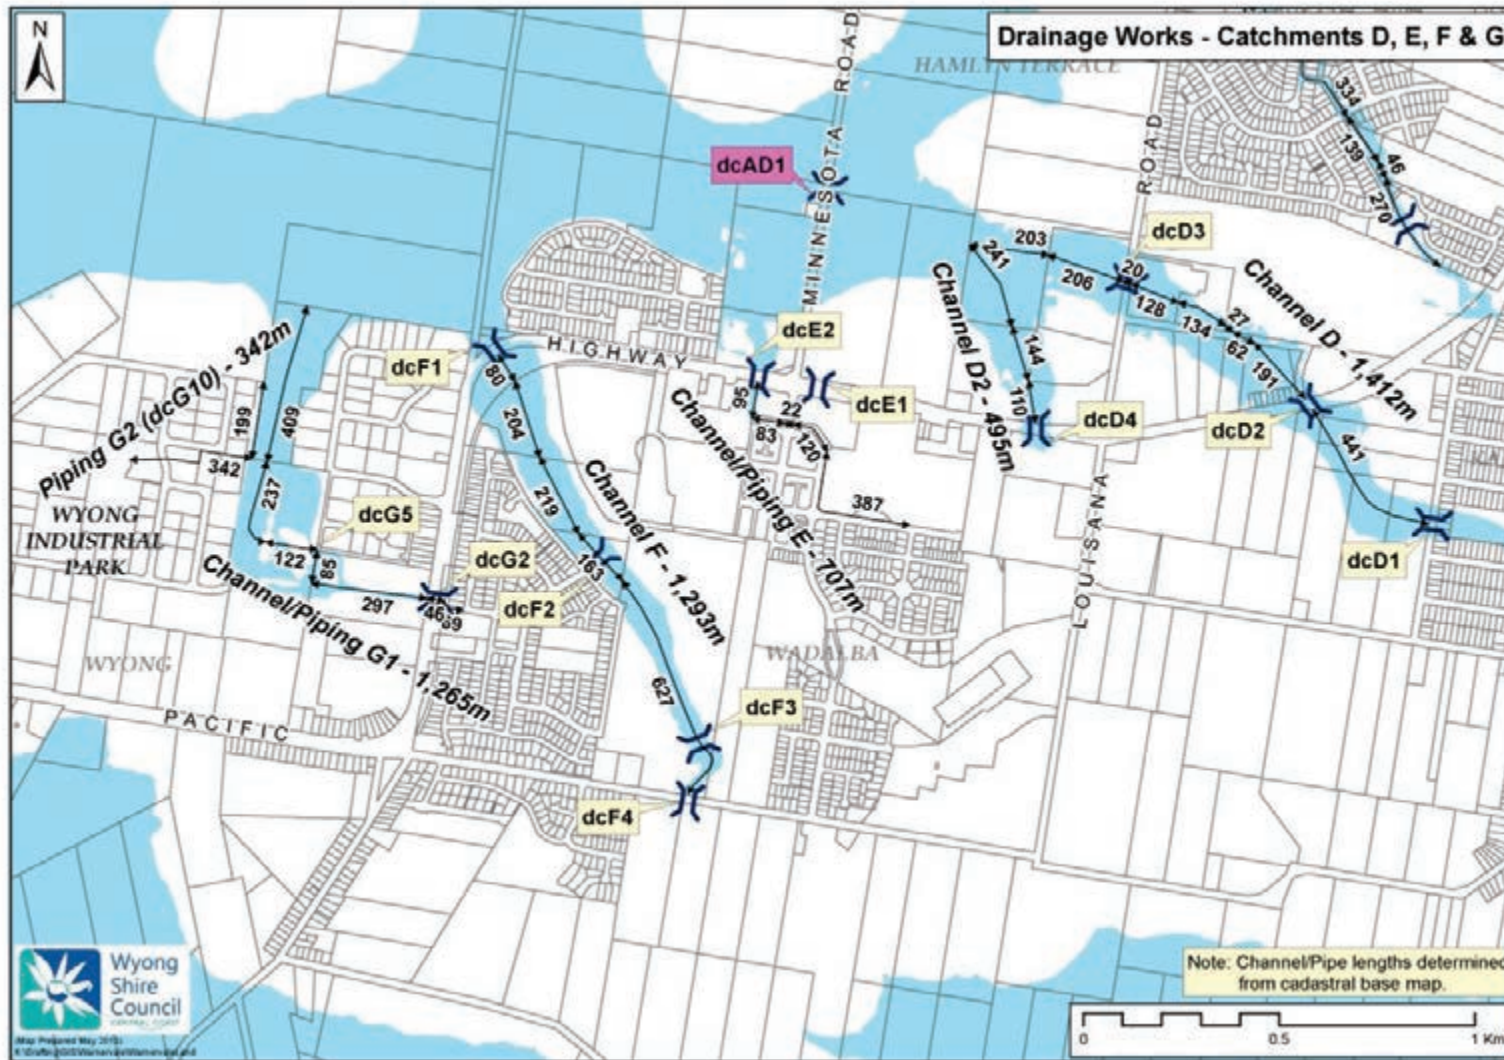 N
Drainage Works - Catchments D, E, F & G
HAMLYN TERRACE
MINNESOTA ROAD
ROAD
LOUISANA
334
139
46
270
dcAD1
dcD3
203
241
206
20
128
134
27
62
191
441
Channel D - 1,412m
Channel D2 - 495m
144
110
dcD4
dcD2
dcD1
dcE2
dcE1
HIGHWAY
dcF1
80
204
219
163
627
95
83
22
120
387
Channel/Piping E - 707m
Channel F - 1,293m
Piping G2 (dcG10) - 342m
199
409
342
237
WYONG
INDUSTRIAL
PARK
dcG5
122
85
dcG2
297
46
Channel/Piping G1 - 1,265m
dcF2
WYONG
WADALBA
dcF3
PACIFIC
dcF4
Wyong
Shire
Council
CENTRAL COAST
Note: Channel/Pipe lengths determined
from cadastral base map.
0 0.5 1 Km